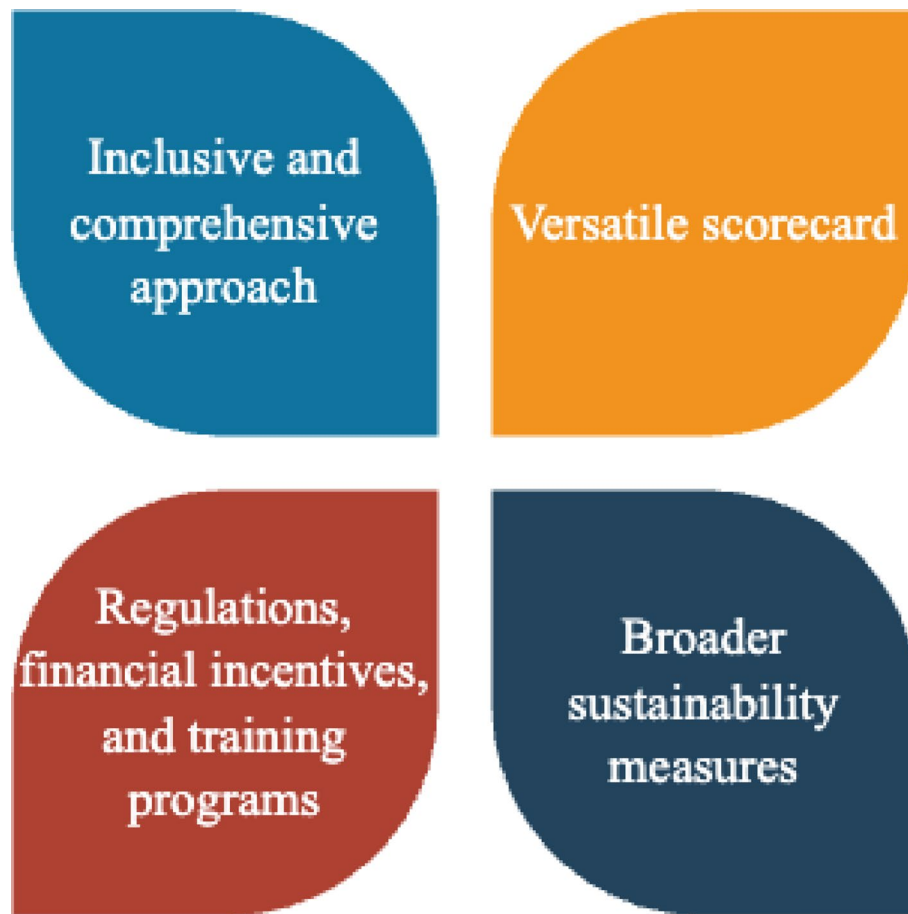 Inclusive and
comprehensive
approach
Versatile scorecard
Regulations,
financial incentives,
and training
programs
Broader
sustainability
measures